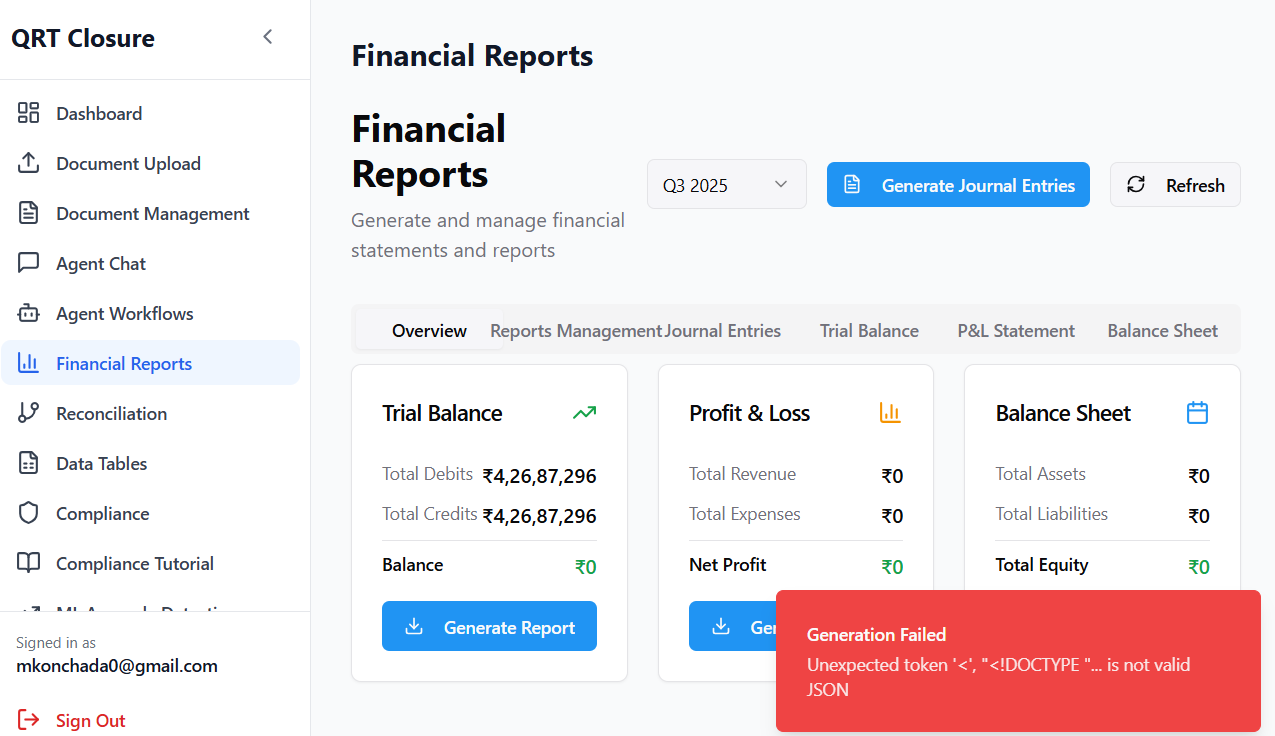 QRT Closure
Dashboard
Document Upload
Document Management
Agent Chat
Agent Workflows
Financial Reports
Reconciliation
Data Tables
Compliance
Compliance Tutorial
Signed in as
mkonchada0@gmail.com
Sign Out
Financial Reports
Financial
Reports
Generate and manage financial
statements and reports
Q3 2025
Generate Journal Entries
Refresh
Overview
Reports Management
Journal Entries
Trial Balance
P&L Statement
Balance Sheet
Trial Balance
Total Debits ₹4,26,87,296
Total Credits ₹4,26,87,296
Balance ₹0
Generate Report
Profit & Loss
Total Revenue ₹0
Total Expenses ₹0
Net Profit ₹0
Balance Sheet
Total Assets ₹0
Total Liabilities ₹0
Total Equity ₹0
Generation Failed
Unexpected token '<', "<!DOCTYPE "... is not valid
JSON